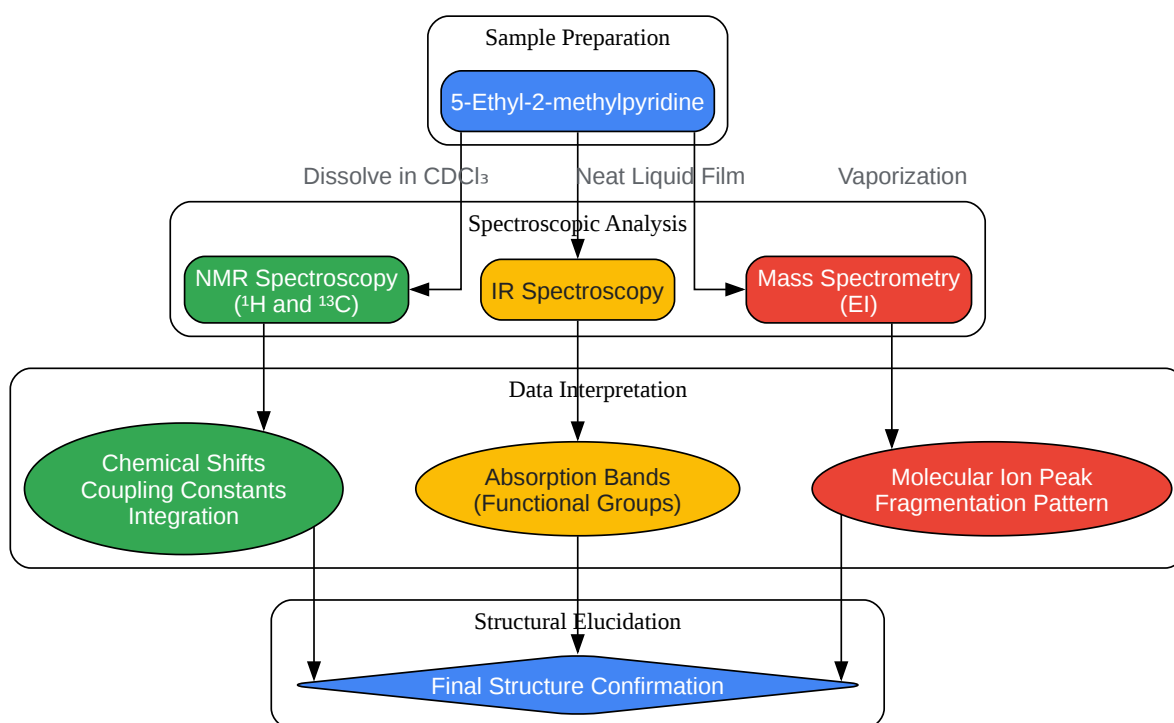 Sample Preparation
5-Ethyl-2-methylpyridine
Dissolve in CDCl₃
Neat Liquid Film
Vaporization
Spectroscopic Analysis
NMR Spectroscopy
(¹H and ¹³C)
IR Spectroscopy
Mass Spectrometry
(EI)
Data Interpretation
Chemical Shifts
Coupling Constants
Integration
Absorption Bands
(Functional Groups)
Molecular Ion Peak
Fragmentation Pattern
Structural Elucidation
Final Structure Confirmation